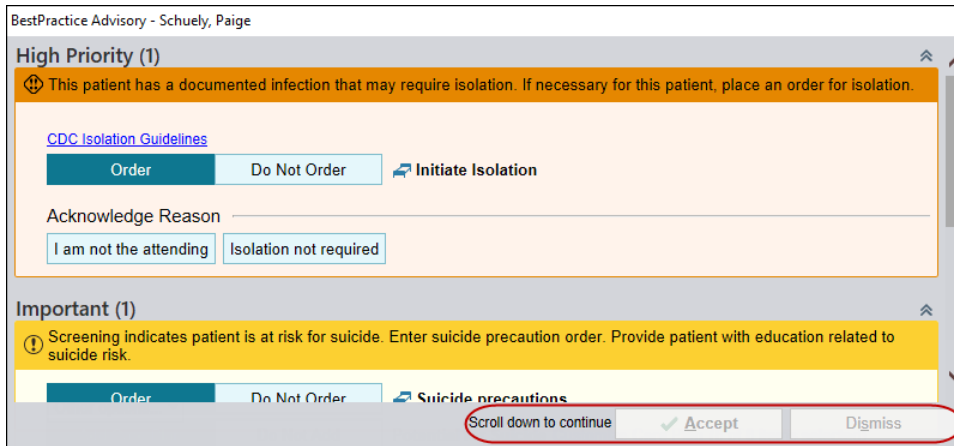 BestPractice Advisory - Schuely, Paige
High Priority (1)
This patient has a documented infection that may require isolation. If necessary for this patient, place an order for isolation.
CDC Isolation Guidelines
Order Do Not Order Initiate Isolation
Acknowledge Reason
I am not the attending Isolation not required
Important (1)
Screening indicates patient is at risk for suicide. Enter suicide precaution order. Provide patient with education related to
suicide risk.
Order Do Not Order Suicide precautions
Scroll down to continue Accept Dismiss